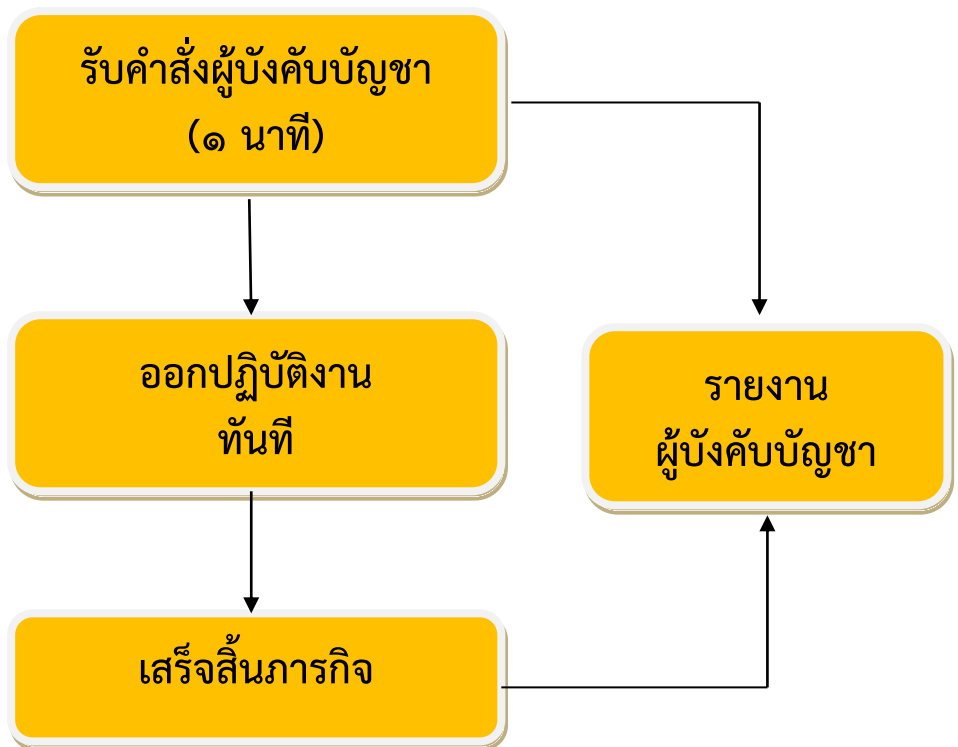 รับคำสั่งผู้บังคับบัญชา
(๑ นาที)
ออกปฏิบัติงาน
ทันที
รายงาน
ผู้บังคับบัญชา
เสร็จสิ้นภารกิจ